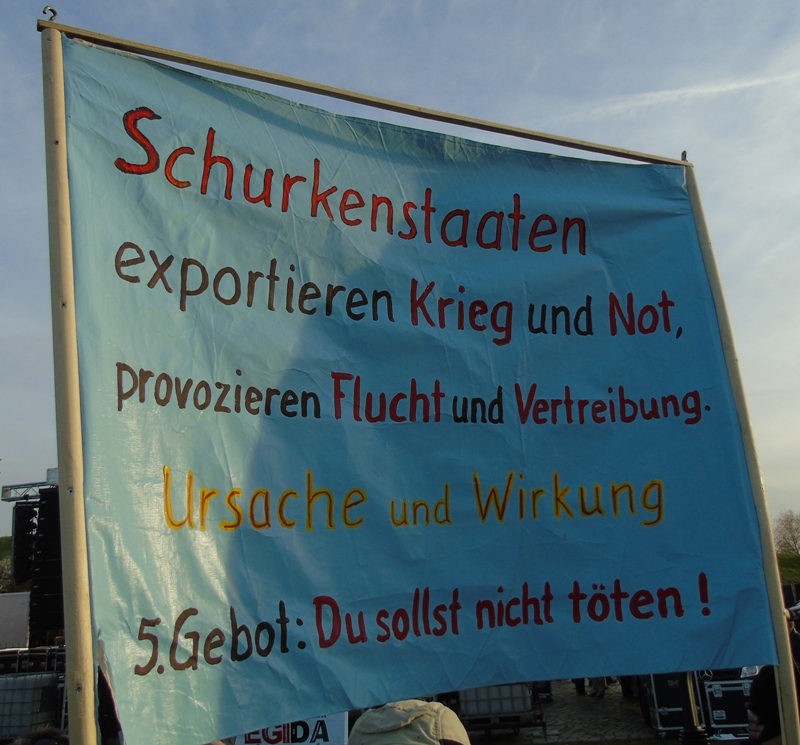 Schurkenstaaten
exportieren Krieg und Not,
provozieren Flucht und Vertreibung.
Ursache und Wirkung
5. Gebot: Du sollst nicht töten!
EGIDA